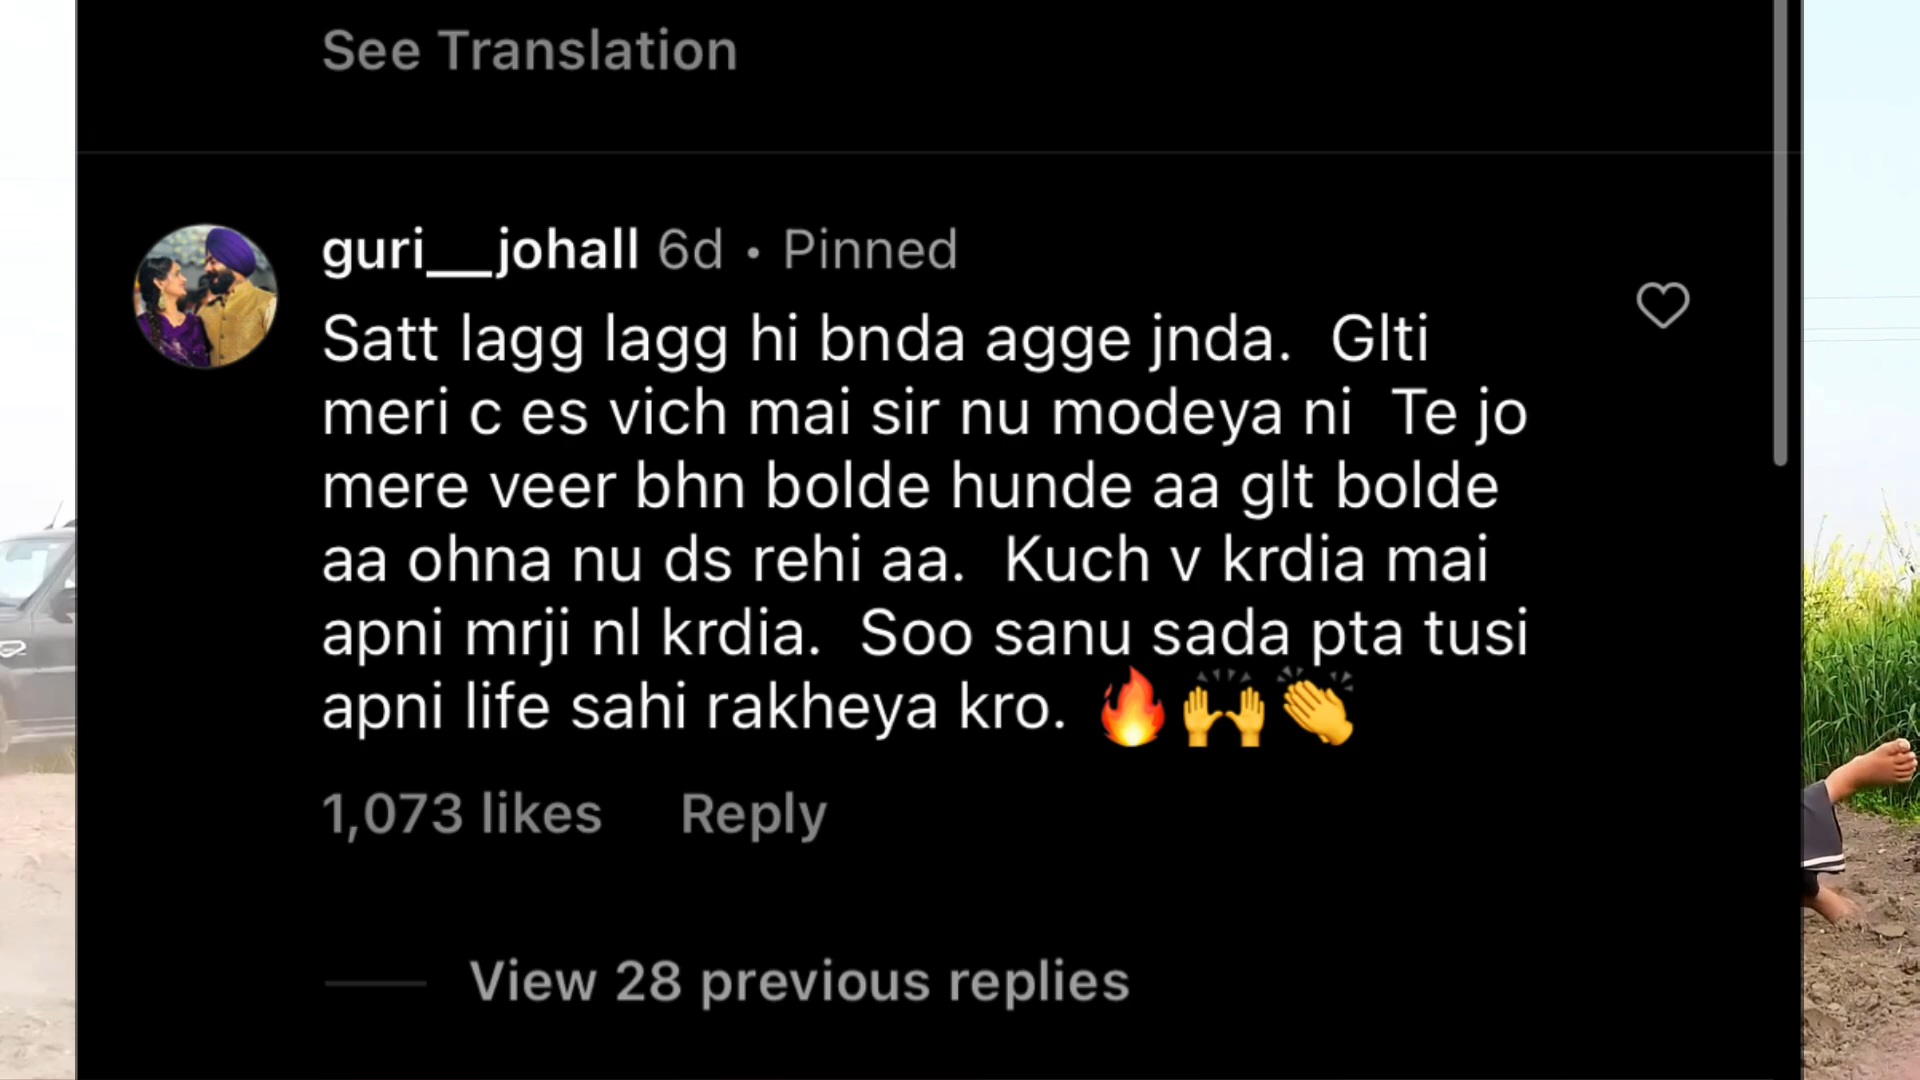 See Translation
guri___johall 6d • Pinned
Satt lagg lagg hi bnda agge jnda.  Glti
meri c es vich mai sir nu modeya ni  Te jo
mere veer bhn bolde hunde aa glt bolde
aa ohna nu ds rehi aa.  Kuch v krdia mai
apni mrji nl krdia.  Soo sanu sada pta tusi
apni life sahi rakheya kro. 🔥🙌👏
1,073 likes Reply
View 28 previous replies